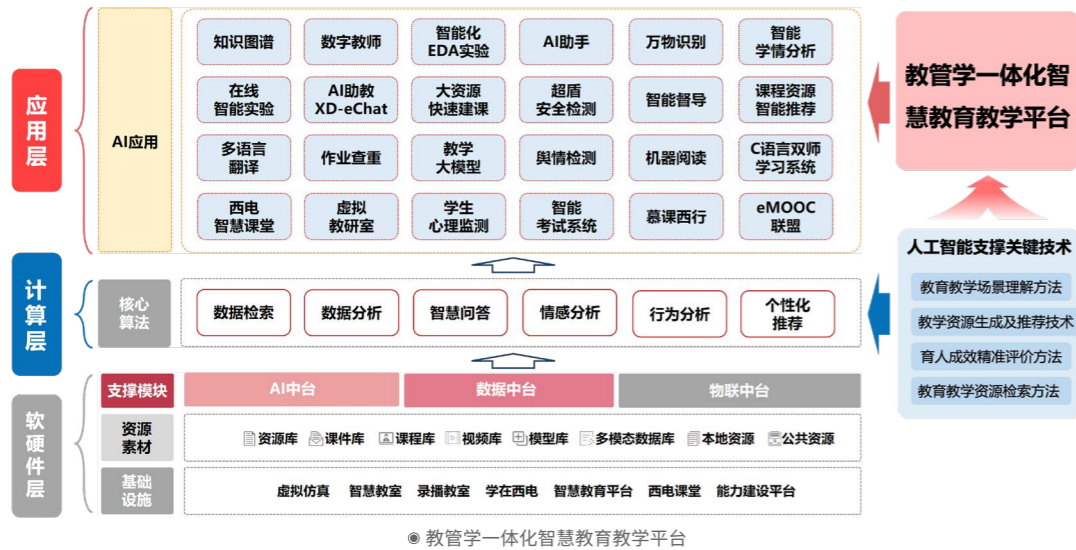 应用层
AI应用
知识图谱
数字教师
智能化
EDA实验
AI助手
万物识别
智能
学情分析
在线
智能实验
AI助教
XD-eChat
大资源
快速建课
超盾
安全检测
智能督导
课程资源
智能推荐
多语言
翻译
作业查重
教学
大模型
舆情检测
机器阅读
C语言双师
学习系统
西电
智慧课堂
虚拟
教研室
学生
心理监测
智能
考试系统
慕课西行
eMOOC
联盟
教管学一体化智
慧教育教学平台
计算层
核心
算法
数据检索
数据分析
智慧问答
情感分析
行为分析
个性化
推荐
人工智能支撑关键技术
教育教学场景理解方法
教学资源生成及推荐技术
育人成效精准评价方法
教育教学资源检索方法
软硬件层
支撑模块
AI中台
数据中台
物联中台
资源
素材
资源库 课件库 课程库 视频库 模型库 多模态数据库 本地资源 公共资源
基础
设施
虚拟仿真 智慧教室 录播教室 学在西电 智慧教育平台 西电课堂 能力建设平台
◉ 教管学一体化智慧教育教学平台